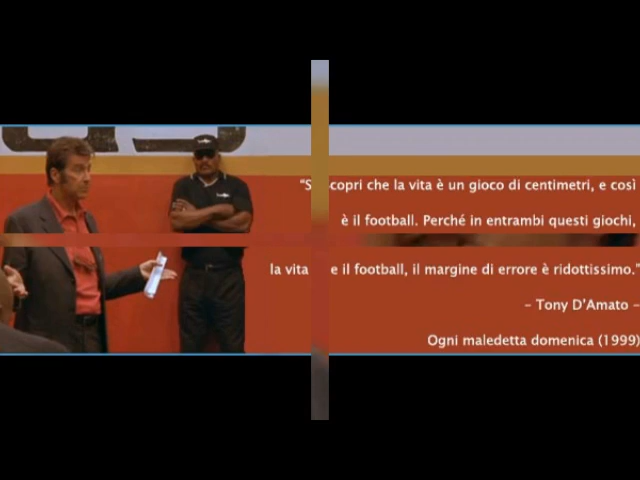 “Scopri che la vita è un gioco di centimetri, e così
è il football. Perché in entrambi questi giochi,
la vita e il football, il margine di errore è ridottissimo.”
– Tony D’Amato –
Ogni maledetta domenica (1999)